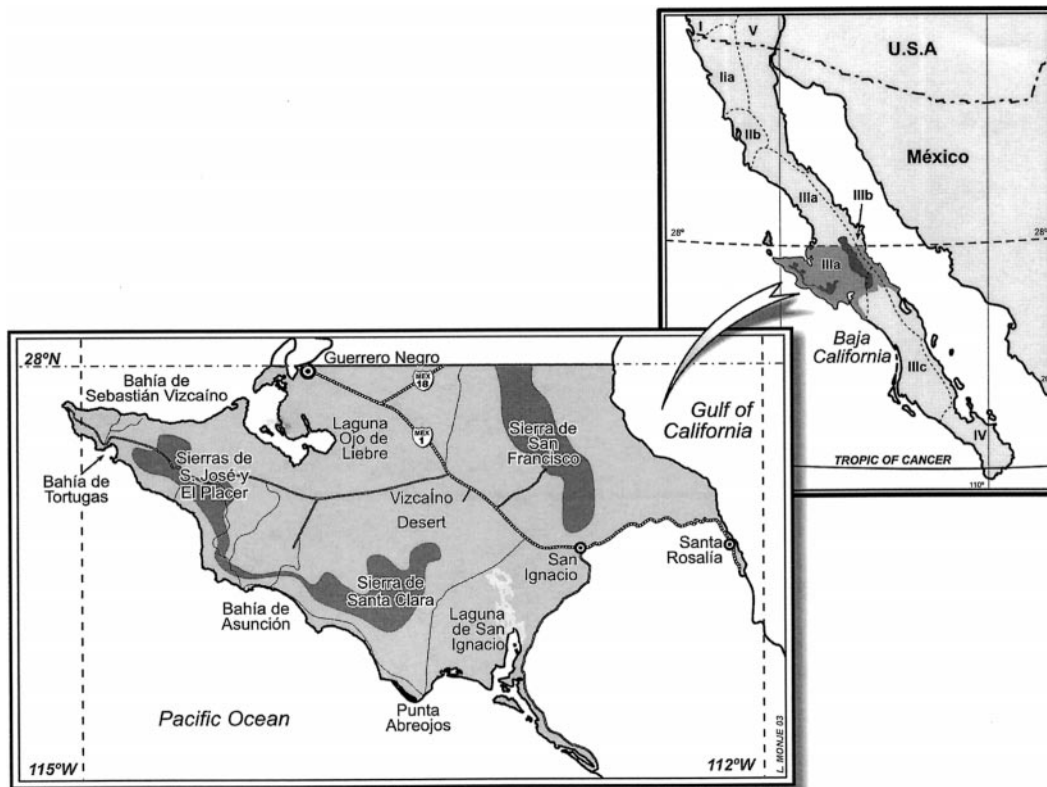 I
V
U.S.A
IIa
IIb
México
IIIa
IIIb
28º
28º
IIIa
Baja
California
IIIc
IV
TROPIC OF CANCER
110º
28ºN
Guerrero Negro
MEX
18
Bahía de
Sebastián Vizcaíno
Gulf of
California
Laguna
Ojo de
Liebre
MEX
1
Sierra de
San
Francisco
Sierras de
S. José y
El Placer
Bahía de
Tortugas
Vizcaíno
Desert
Santa
Rosalía
San
Ignacio
Sierra de
Santa Clara
Bahía de
Asunción
Laguna
de San
Ignacio
Punta
Abreojos
Pacific Ocean
115ºW
112ºW
L. MONJE 03